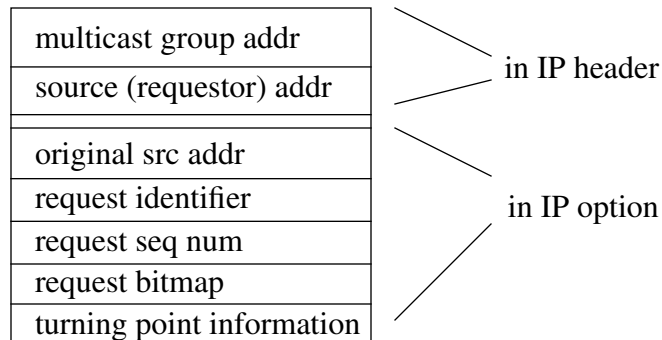 multicast group addr
source (requestor) addr
in IP header
original src addr
request identifier
request seq num
request bitmap
turning point information
in IP option